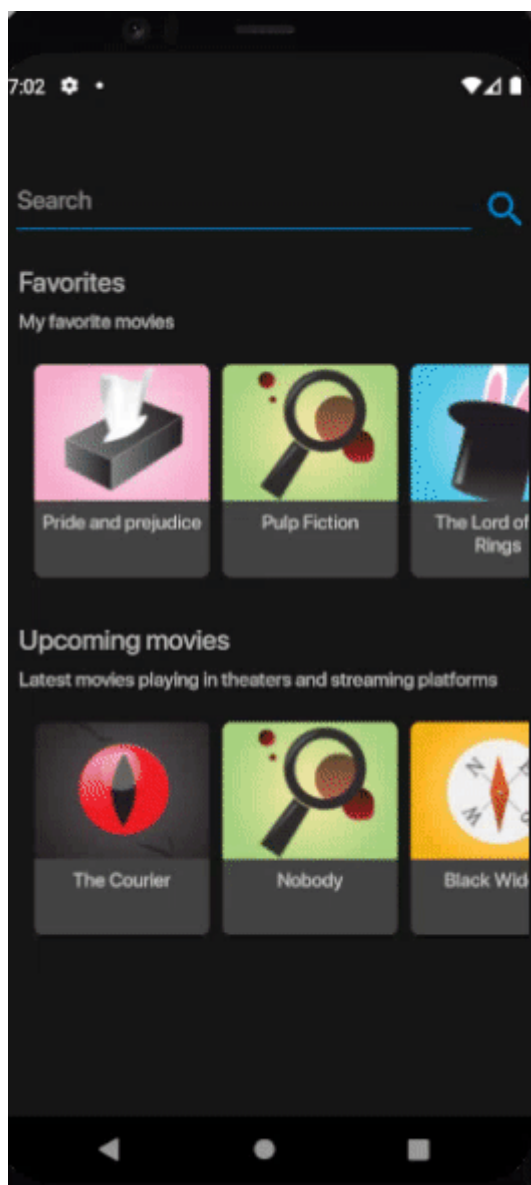 7:02
Search
Favorites
My favorite movies
Pride and prejudice
Pulp Fiction
The Lord of
Rings
Upcoming movies
Latest movies playing in theaters and streaming platforms
The Courier
Nobody
Black Wid